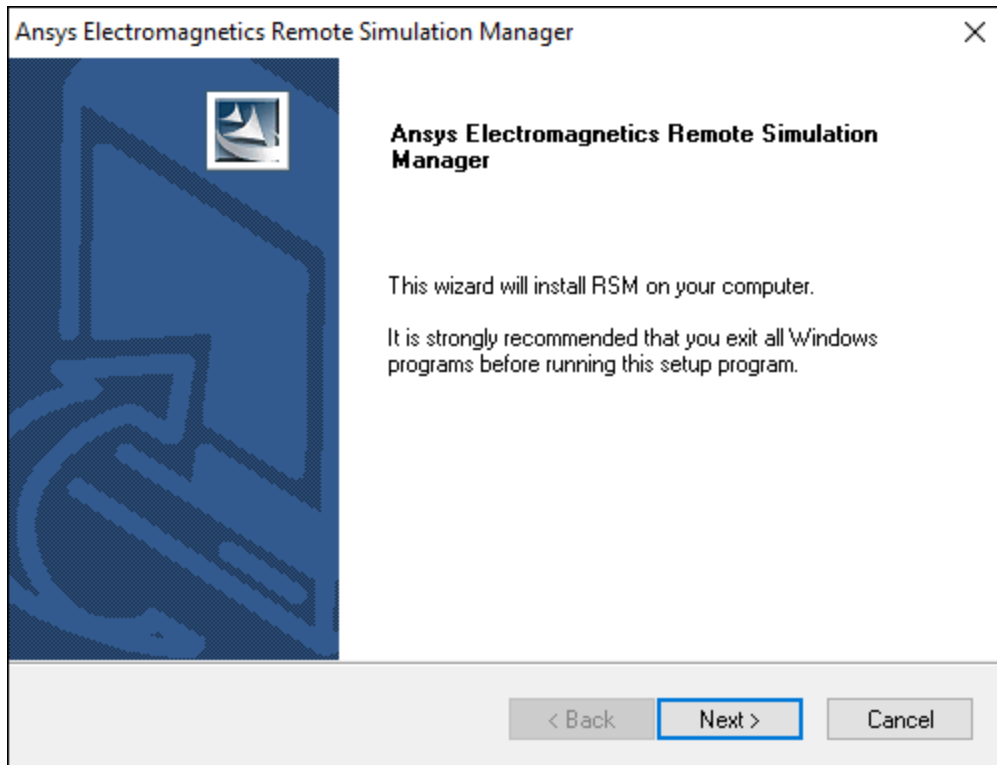 Ansys Electromagnetics Remote Simulation Manager
Ansys Electromagnetics Remote Simulation
Manager
This wizard will install RSM on your computer.
It is strongly recommended that you exit all Windows
programs before running this setup program.
< Back
Next >
Cancel